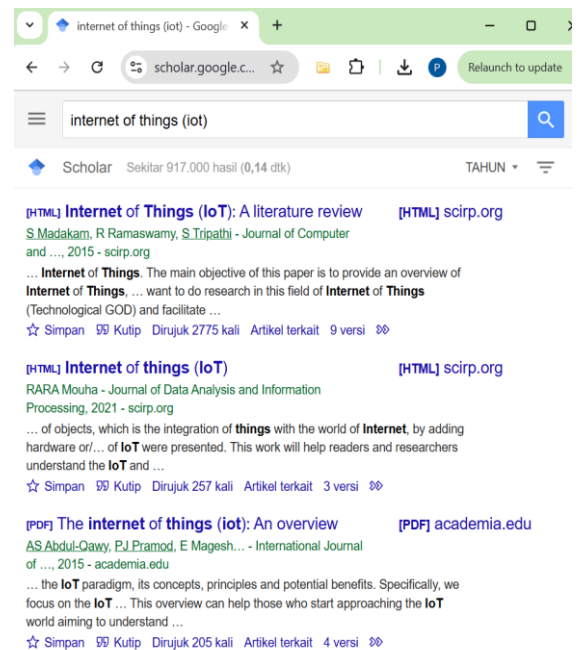 internet of things (iot) - Google
scholar.google.c...
P
Relaunch to update
internet of things (iot)
Scholar Sekitar 917.000 hasil (0,14 dtk) TAHUN
[HTML] Internet of Things (IoT): A literature review [HTML] scirp.org
S Madakam, R Ramaswamy, S Tripathi - Journal of Computer
and …, 2015 - scirp.org
… Internet of Things. The main objective of this paper is to provide an overview of
Internet of Things, … want to do research in this field of Internet of Things
(Technological GOD) and facilitate …
Simpan Kutip Dirujuk 2775 kali Artikel terkait 9 versi
[HTML] Internet of things (IoT) [HTML] scirp.org
RARA Mouha - Journal of Data Analysis and Information
Processing, 2021 - scirp.org
… of objects, which is the integration of things with the world of Internet, by adding
hardware or/… of IoT were presented. This work will help readers and researchers
understand the IoT and …
Simpan Kutip Dirujuk 257 kali Artikel terkait 3 versi
[PDF] The internet of things (iot): An overview [PDF] academia.edu
AS Abdul-Qawy, PJ Pramod, E Magesh… - International Journal
of …, 2015 - academia.edu
… the IoT paradigm, its concepts, principles and potential benefits. Specifically, we
focus on the IoT … This overview can help those who start approaching the IoT
world aiming to understand …
Simpan Kutip Dirujuk 205 kali Artikel terkait 4 versi